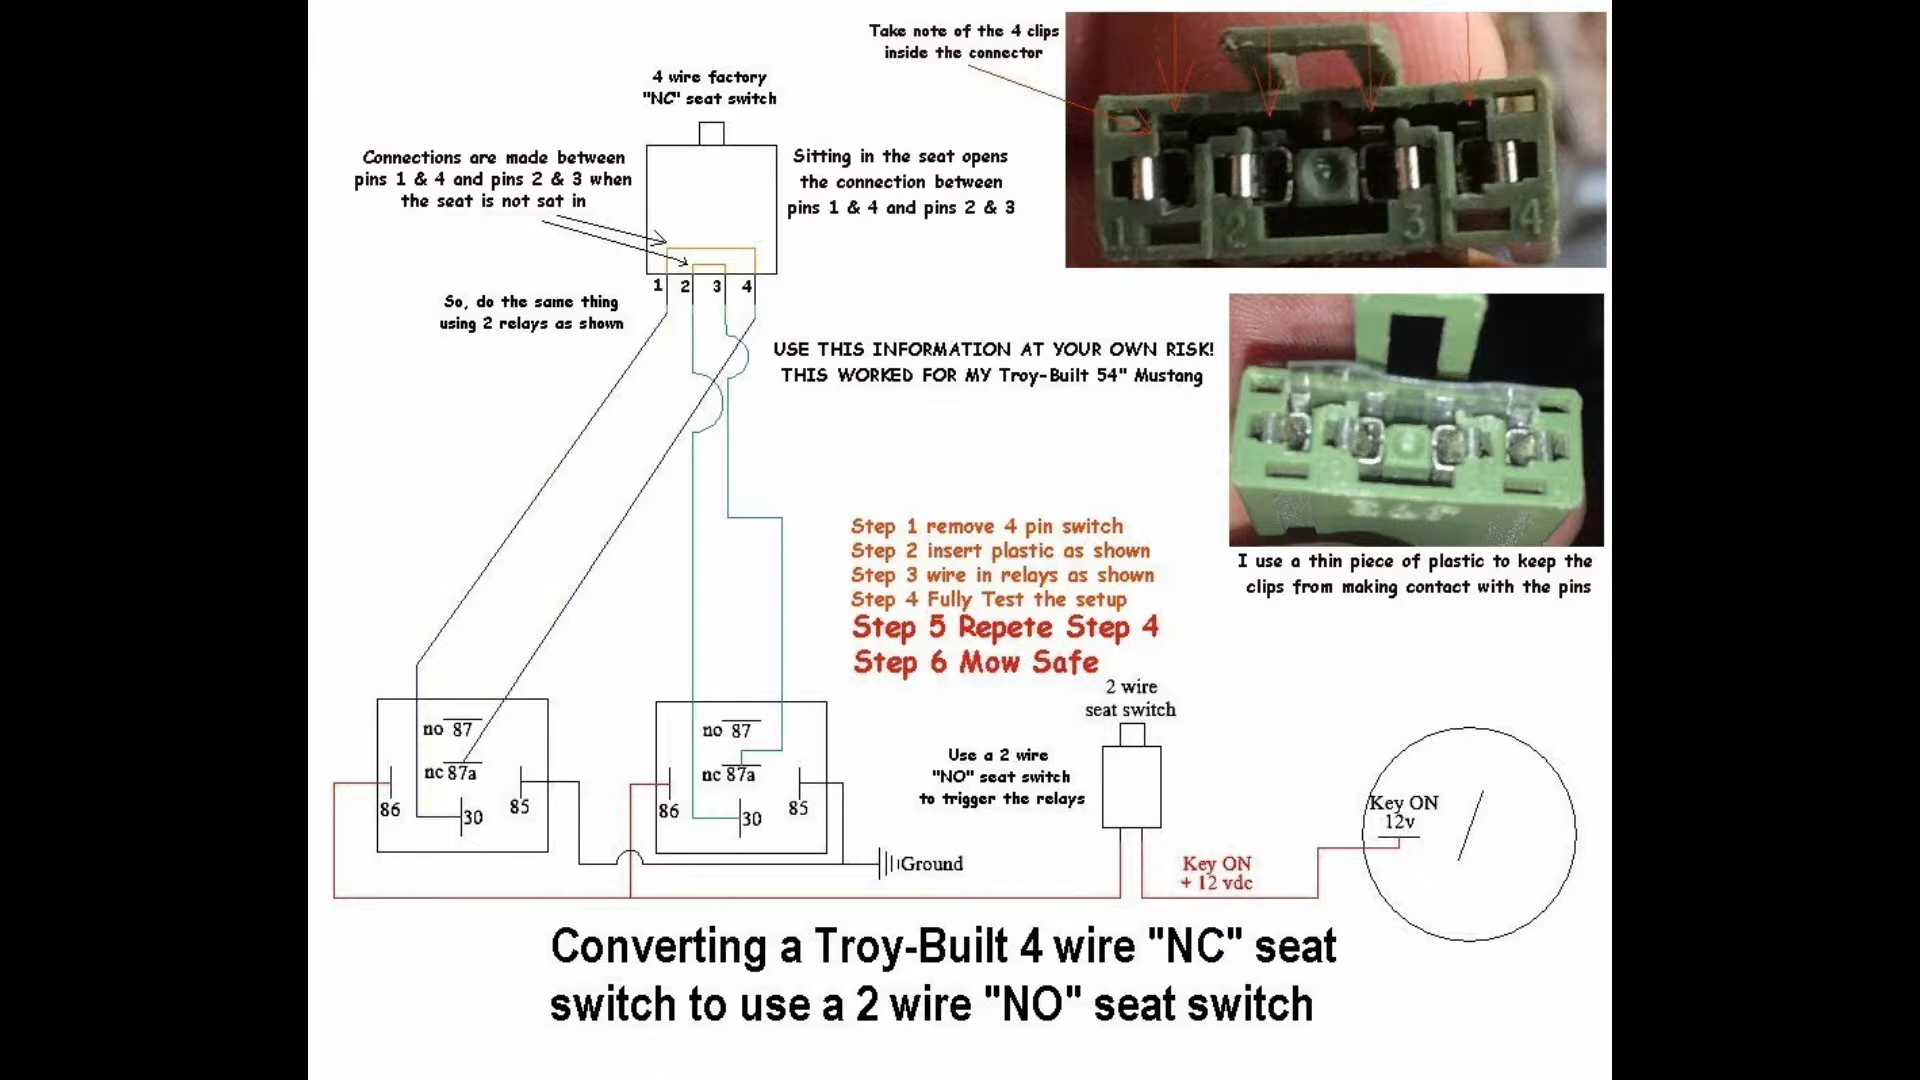 Take note of the 4 clips
inside the connector
4 wire factory
"NC" seat switch
Connections are made between
pins 1 & 4 and pins 2 & 3 when
the seat is not sat in
Sitting in the seat opens
the connection between
pins 1 & 4 and pins 2 & 3
1 2 3 4
1 2 3 4
So, do the same thing
using 2 relays as shown
USE THIS INFORMATION AT YOUR OWN RISK!
THIS WORKED FOR MY Troy-Built 54" Mustang
I use a thin piece of plastic to keep the
clips from making contact with the pins
Step 1 remove 4 pin switch
Step 2 insert plastic as shown
Step 3 wire in relays as shown
Step 4 Fully Test the setup
Step 5 Repete Step 4
Step 6 Mow Safe
no 87
nc 87a
86
30
85
no 87
nc 87a
86
30
85
Ground
2 wire
seat switch
Use a 2 wire
"NO" seat switch
to trigger the relays
Key ON
+ 12 vdc
Key ON
12v
Converting a Troy-Built 4 wire "NC" seat
switch to use a 2 wire "NO" seat switch